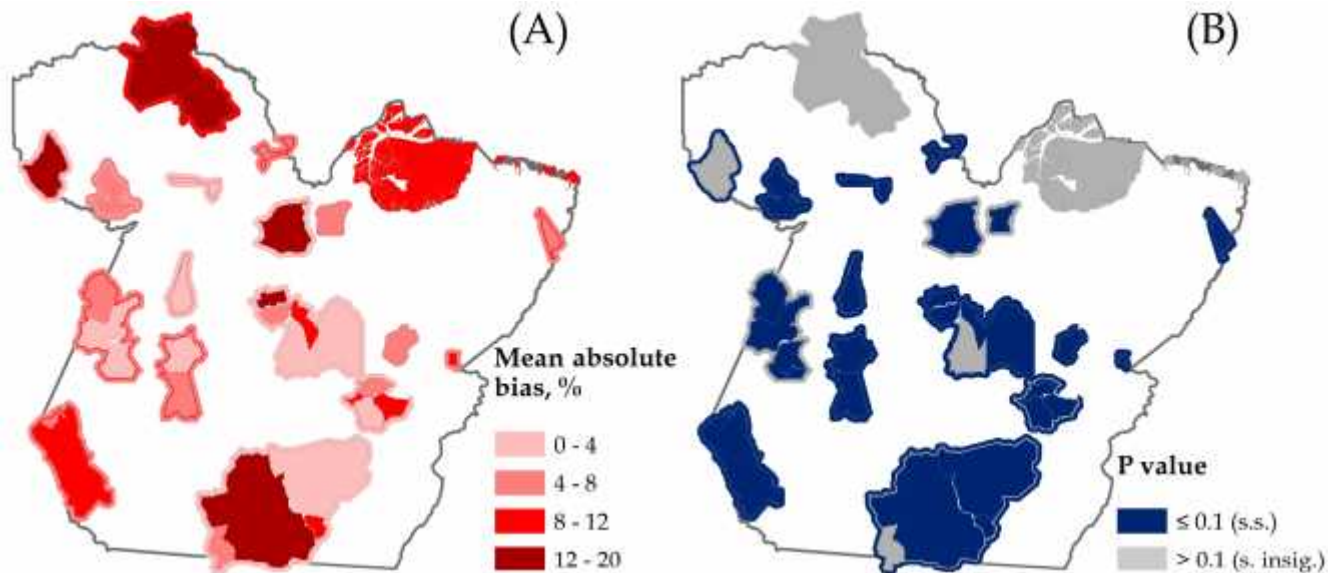 (A)
Mean absolute
bias, %
0 - 4
4 - 8
8 - 12
12 - 20
(B)
P value
≤ 0.1 (s.s.)
> 0.1 (s. insig.)